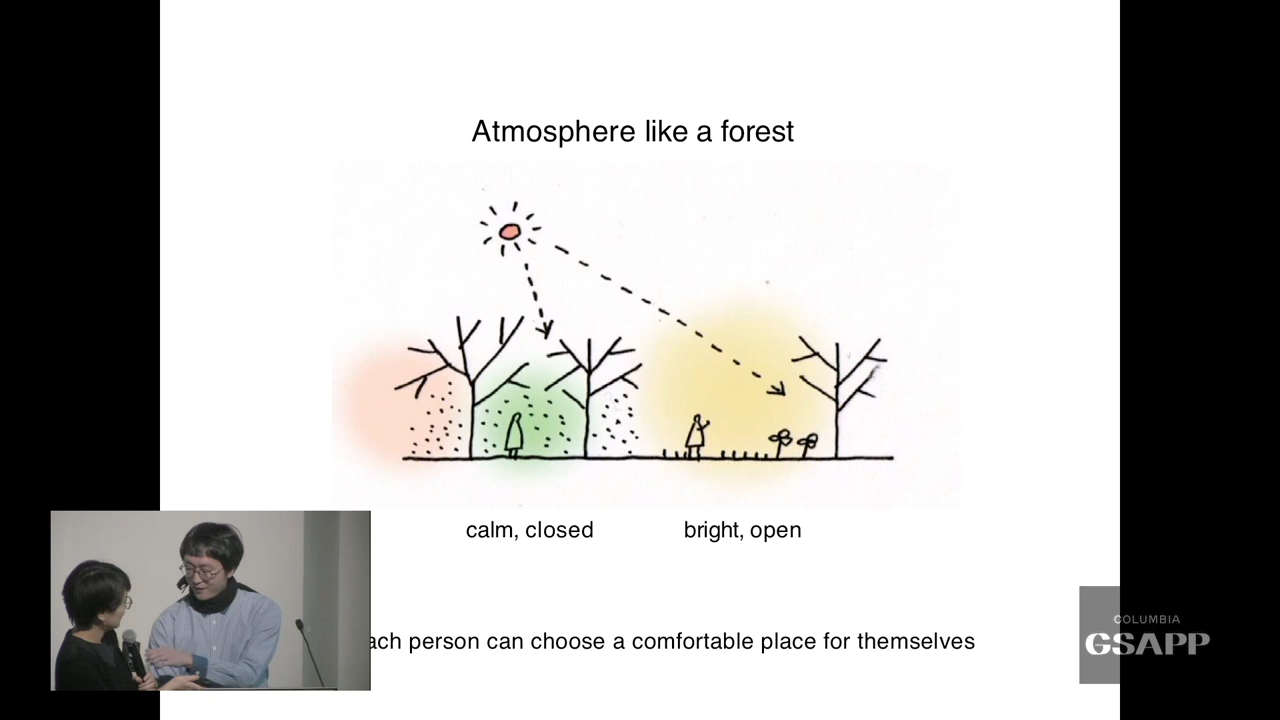 Atmosphere like a forest
calm, closed
bright, open
ach person can choose a comfortable place for themselves
COLUMBIA
GSAPP